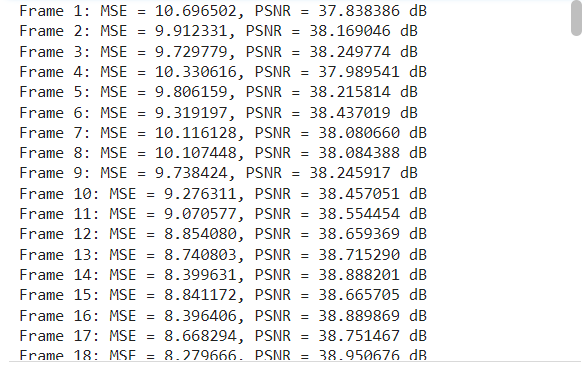 Frame 1: MSE = 10.696502, PSNR = 37.838386 dB
Frame 2: MSE = 9.912331, PSNR = 38.169046 dB
Frame 3: MSE = 9.729779, PSNR = 38.249774 dB
Frame 4: MSE = 10.330616, PSNR = 37.989541 dB
Frame 5: MSE = 9.806159, PSNR = 38.215814 dB
Frame 6: MSE = 9.319197, PSNR = 38.437019 dB
Frame 7: MSE = 10.116128, PSNR = 38.080660 dB
Frame 8: MSE = 10.107448, PSNR = 38.084388 dB
Frame 9: MSE = 9.738424, PSNR = 38.245917 dB
Frame 10: MSE = 9.276311, PSNR = 38.457051 dB
Frame 11: MSE = 9.070577, PSNR = 38.554454 dB
Frame 12: MSE = 8.854080, PSNR = 38.659369 dB
Frame 13: MSE = 8.740803, PSNR = 38.715290 dB
Frame 14: MSE = 8.399631, PSNR = 38.888201 dB
Frame 15: MSE = 8.841172, PSNR = 38.665705 dB
Frame 16: MSE = 8.396406, PSNR = 38.889869 dB
Frame 17: MSE = 8.668294, PSNR = 38.751467 dB
Frame 18: MSE = 8.279666, PSNR = 38.950676 dB